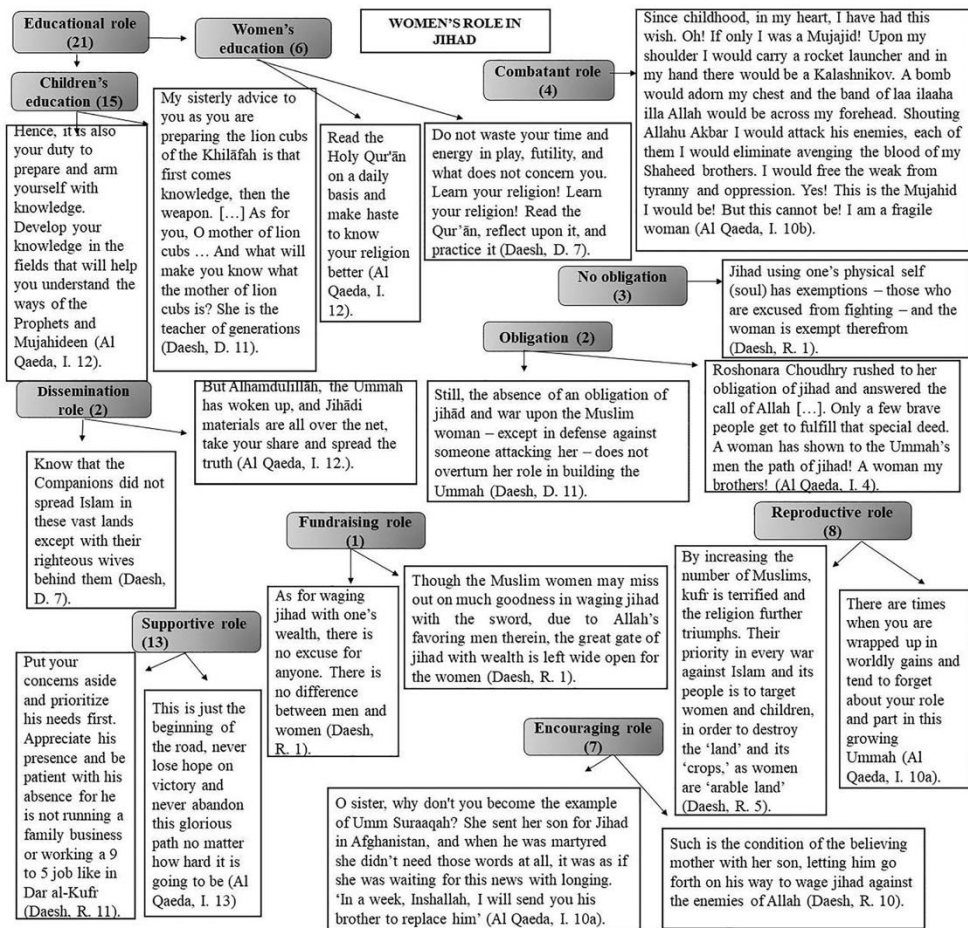 Educational role
(21)
Women's
education (6)
WOMEN'S ROLE IN
JIHAD
Children's
education (15)
Hence, it is also
your duty to
prepare and arm
yourself with
knowledge.
Develop your
knowledge in the
fields that will help
you understand the
ways of the
Prophets and
Mujahideen (Al
Qaeda, I. 12).
My sisterly advice to
you as you are
preparing the lion cubs
of the Khilāfah is that
first comes
knowledge, then the
weapon. […] As for
you, O mother of lion
cubs … And what will
make you know what
the mother of lion
cubs is? She is the
teacher of generations
(Daesh, D. 11).
Read the
Holy Qur'ān
on a daily
basis and
make haste
to know
your religion
better (Al
Qaeda, I.
12).
Do not waste your time and
energy in play, futility, and
what does not concern you.
Learn your religion! Learn
your religion! Read the
Qur'ān, reflect upon it, and
practice it (Daesh, D. 7).
Combatant role
(4)
Since childhood, in my heart, I have had this
wish. Oh! If only I was a Mujajid! Upon my
shoulder I would carry a rocket launcher and in
my hand there would be a Kalashnikov. A bomb
would adorn my chest and the band of laa ilaaha
illa Allah would be across my forehead. Shouting
Allahu Akbar I would attack his enemies, each of
them I would eliminate avenging the blood of my
Shaheed brothers. I would free the weak from
tyranny and oppression. Yes! This is the Mujahid
I would be! But this cannot be! I am a fragile
woman (Al Qaeda, I. 10b).
No obligation
(3)
Jihad using one's physical self
(soul) has exemptions – those who
are excused from fighting – and the
woman is exempt therefrom
(Daesh, R. 1).
Obligation (2)
Still, the absence of an obligation of
jihād and war upon the Muslim
woman – except in defense against
someone attacking her – does not
overturn her role in building the
Ummah (Daesh, D. 11).
Roshonara Choudhry rushed to her
obligation of jihad and answered the
call of Allah […]. Only a few brave
people get to fulfill that special deed.
A woman has shown to the Ummah's
men the path of jihad! A woman my
brothers! (Al Qaeda, I. 4).
Dissemination
role (2)
Know that the
Companions did not
spread Islam in
these vast lands
except with their
righteous wives
behind them (Daesh,
D. 7).
But Alhamdulillāh, the Ummah
has woken up, and Jihādi
materials are all over the net,
take your share and spread the
truth (Al Qaeda, I. 12.).
Fundraising role
(1)
As for waging
jihad with one's
wealth, there is
no excuse for
anyone. There is
no difference
between men and
women (Daesh,
R. 1).
Though the Muslim women may miss
out on much goodness in waging jihad
with the sword, due to Allah's
favoring men therein, the great gate of
jihad with wealth is left wide open for
the women (Daesh, R. 1).
Reproductive role
(8)
By increasing the
number of Muslims,
kufr is terrified and
the religion further
triumphs. Their
priority in every war
against Islam and its
people is to target
women and children,
in order to destroy
the 'land' and its
'crops,' as women
are 'arable land'
(Daesh, R. 5).
There are times
when you are
wrapped up in
worldly gains and
tend to forget
about your role
and part in this
growing
Ummah (Al
Qaeda, I. 10a).
Supportive role
(13)
Put your
concerns aside
and prioritize
his needs first.
Appreciate his
presence and be
patient with his
absence for he
is not running a
family business
or working a 9
to 5 job like in
Dar al-Kufr
(Daesh, R. 11).
This is just the
beginning of
the road, never
lose hope on
victory and
never abandon
this glorious
path no matter
how hard it is
going to be (Al
Qaeda, I. 13)
Encouraging role
(7)
O sister, why don't you become the example
of Umm Suraaqah? She sent her son for Jihad
in Afghanistan, and when he was martyred
she didn't need those words at all, it was as if
she was waiting for this news with longing.
'In a week, Inshallah, I will send you his
brother to replace him' (Al Qaeda, I. 10a).
Such is the condition of the believing
mother with her son, letting him go
forth on his way to wage jihad against
the enemies of Allah (Daesh, R. 10).